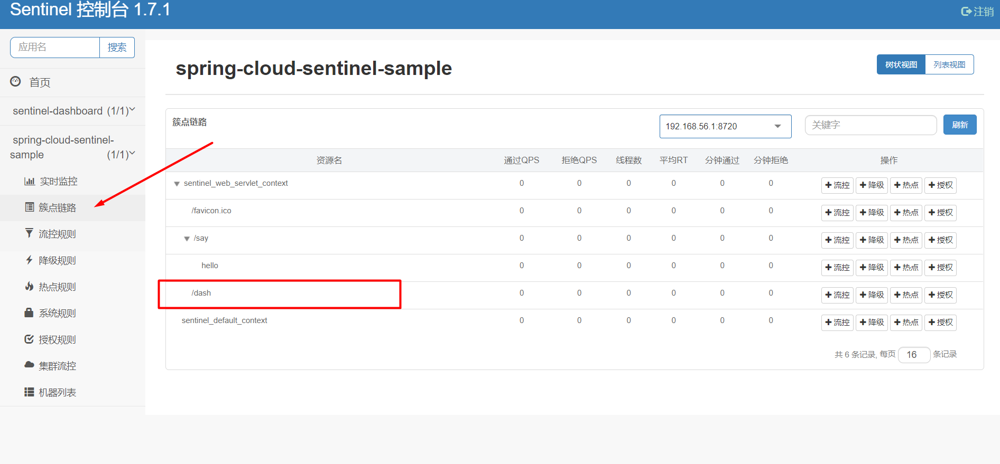 Sentinel 控制台 1.7.1
注销
应用名
搜索
首页
sentinel-dashboard (1/1)
spring-cloud-sentinel-
sample (1/1)
实时监控
簇点链路
流控规则
降级规则
热点规则
系统规则
授权规则
集群流控
机器列表
spring-cloud-sentinel-sample
树状视图 列表视图
簇点链路 192.168.56.1:8720 关键字 刷新
资源名 通过QPS 拒绝QPS 线程数 平均RT 分钟通过 分钟拒绝 操作
sentinel_web_servlet_context 0 0 0 0 0 0 流控 降级 热点 授权
/favicon.ico 0 0 0 0 0 0 流控 降级 热点 授权
/say 0 0 0 0 0 0 流控 降级 热点 授权
hello 0 0 0 0 0 0 流控 降级 热点 授权
/dash 0 0 0 0 0 0 流控 降级 热点 授权
sentinel_default_context 0 0 0 0 0 0 流控 降级 热点 授权
共 6 条记录, 每页 16 条记录